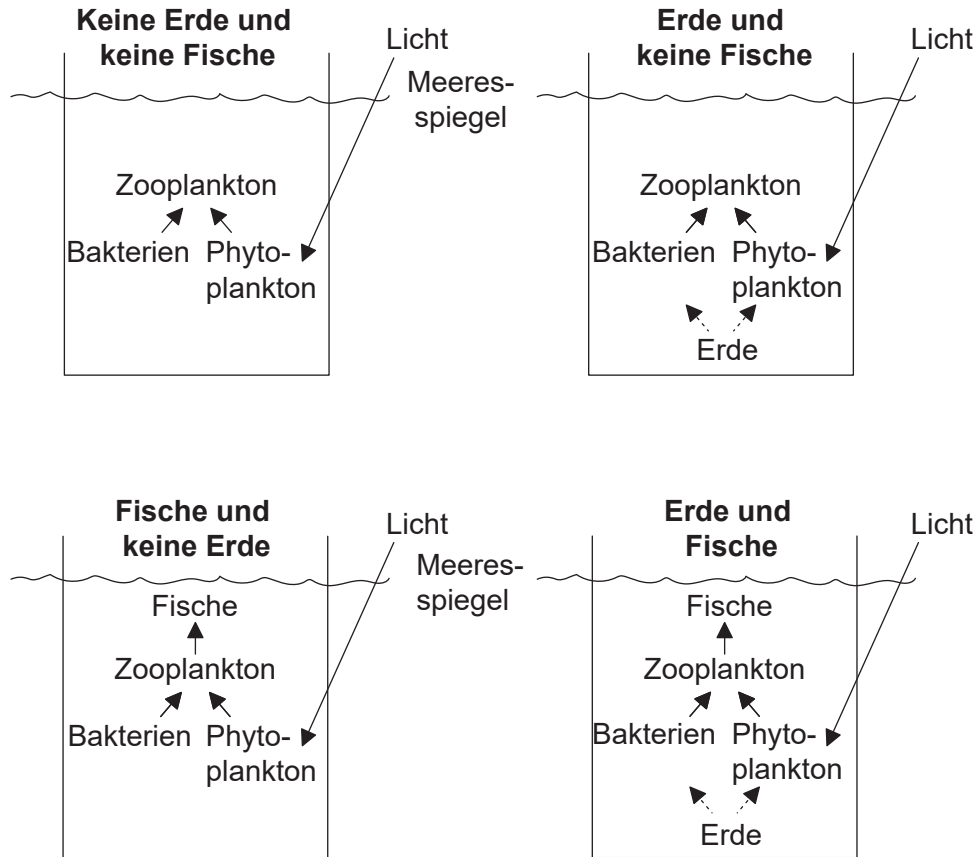 Keine Erde und
keine Fische
Licht
Meeres-
spiegel
Zooplankton
Bakterien Phyto-
plankton
Erde und
keine Fische
Licht
Zooplankton
Bakterien Phyto-
plankton
Erde
Fische und
keine Erde
Licht
Meeres-
spiegel
Fische
Zooplankton
Bakterien Phyto-
plankton
Erde und
Fische
Licht
Fische
Zooplankton
Bakterien Phyto-
plankton
Erde